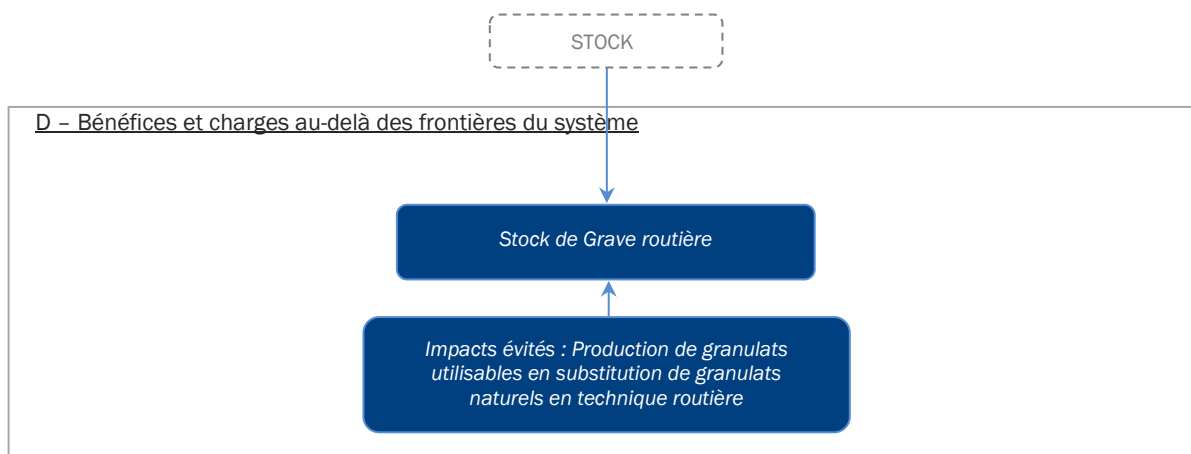 STOCK
D – Bénéfices et charges au-delà des frontières du système
Stock de Grave routière
Impacts évités : Production de granulats
utilisables en substitution de granulats
naturels en technique routière